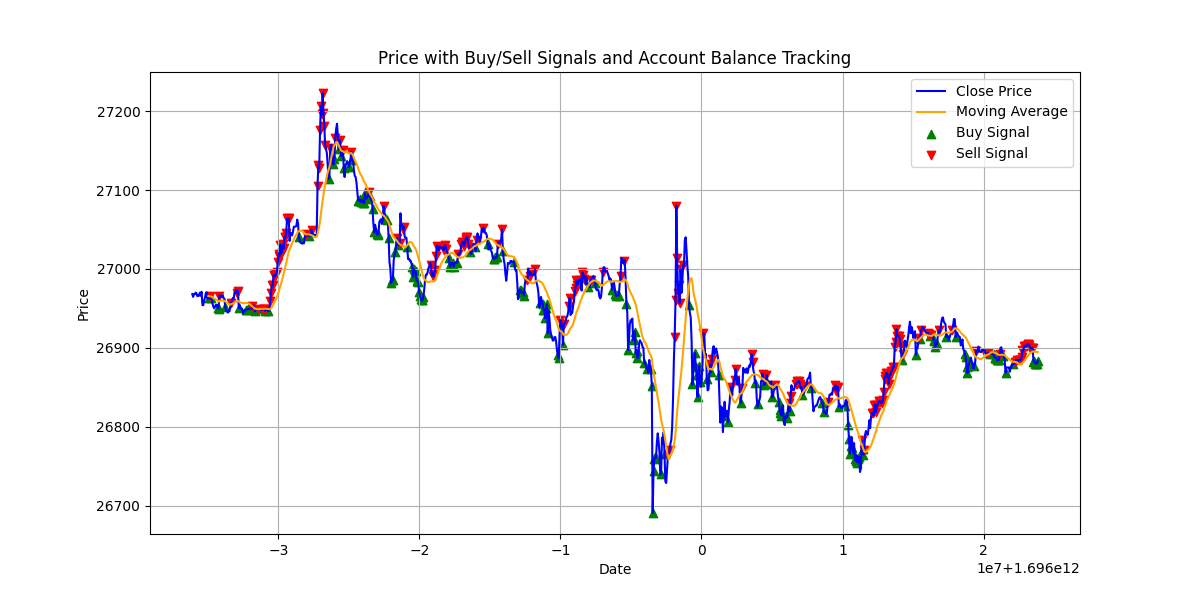 Price with Buy/Sell Signals and Account Balance Tracking
Close Price
Moving Average
Buy Signal
Sell Signal
27200
27100
27000
26900
26800
26700
Price
−3 −2 −1 0 1 2
1e7+1.696e12
Date